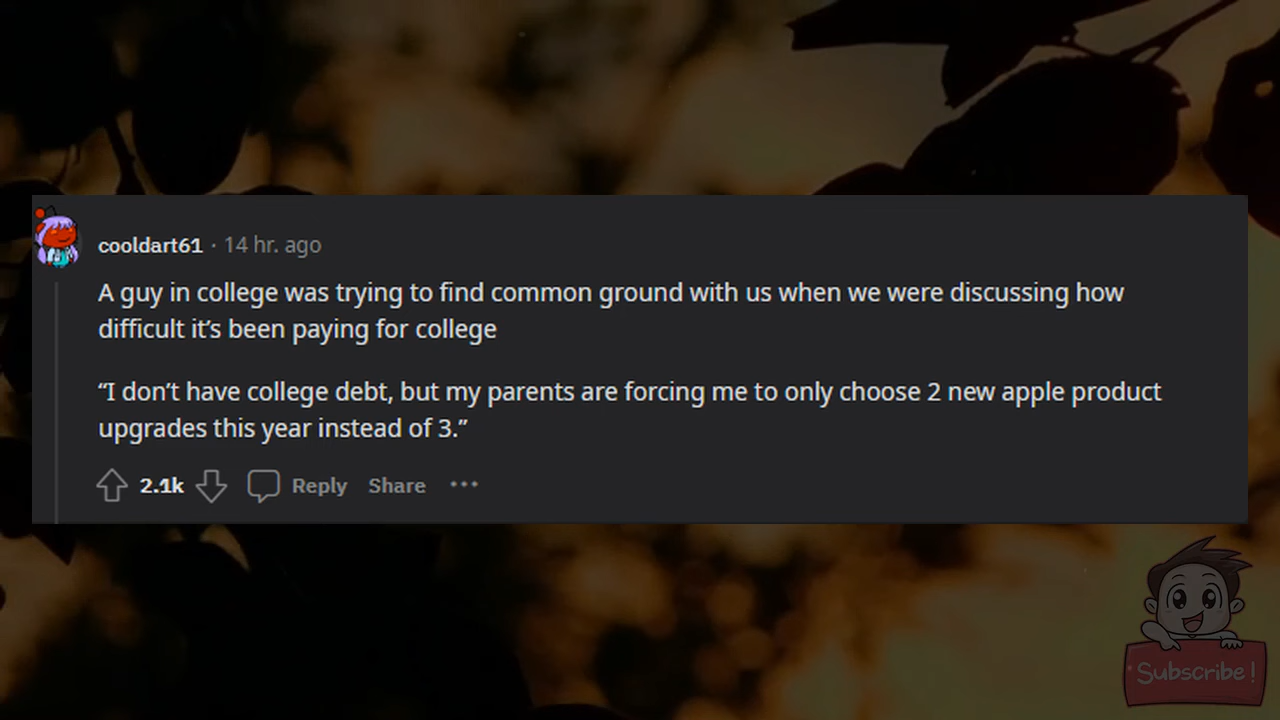 cooldart61 · 14 hr. ago
A guy in college was trying to find common ground with us when we were discussing how
difficult it’s been paying for college
“I don’t have college debt, but my parents are forcing me to only choose 2 new apple product
upgrades this year instead of 3.”
2.1k Reply Share ···
Subscribe!